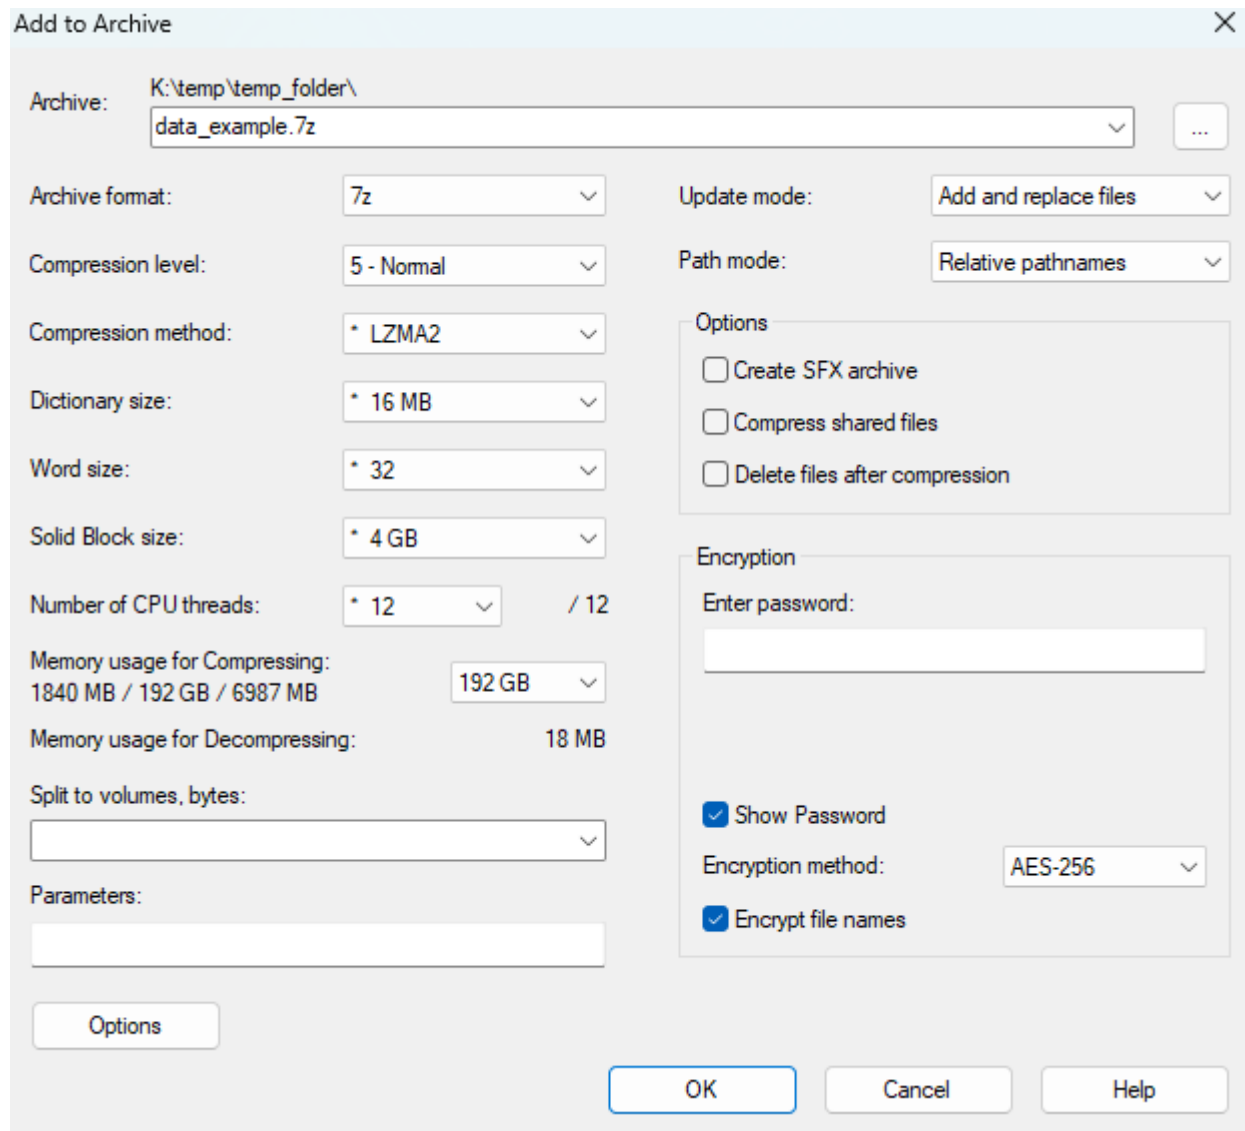 Add to Archive
Archive:
K:\temp\temp_folder\
data_example.7z
...
Archive format:
7z
Compression level:
5 - Normal
Compression method:
* LZMA2
Dictionary size:
* 16 MB
Word size:
* 32
Solid Block size:
* 4 GB
Number of CPU threads:
* 12
/ 12
Memory usage for Compressing:
1840 MB / 192 GB / 6987 MB
192 GB
Memory usage for Decompressing:
18 MB
Split to volumes, bytes:
Parameters:
Options
Update mode:
Add and replace files
Path mode:
Relative pathnames
Options
Create SFX archive
Compress shared files
Delete files after compression
Encryption
Enter password:
Show Password
Encryption method:
AES-256
Encrypt file names
OK
Cancel
Help